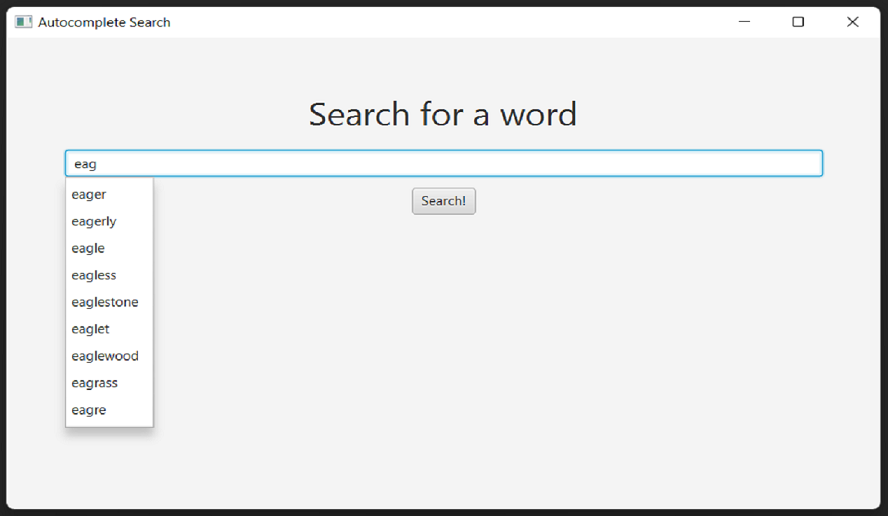 Autocomplete Search
Search for a word
eag
Search!
eager
eagerly
eagle
eagless
eaglestone
eaglet
eaglewood
eagrass
eagre